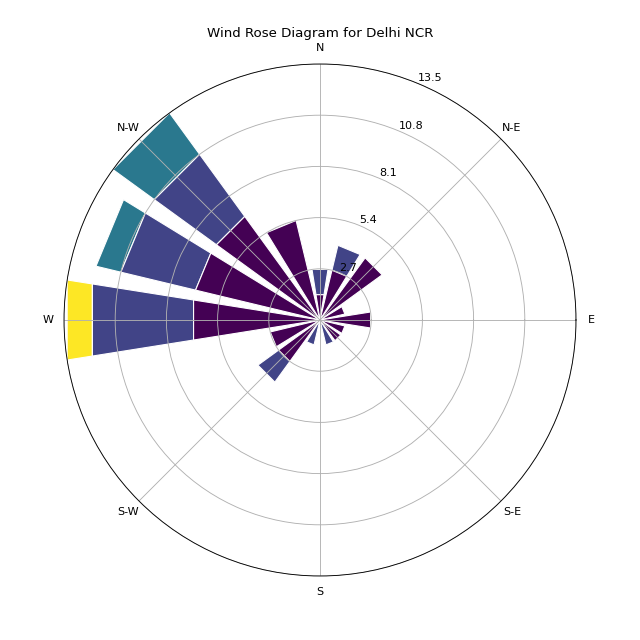 Wind Rose Diagram for Delhi NCR
N
13.5
N-W
10.8
N-E
8.1
5.4
2.7
W
E
S-W
S-E
S